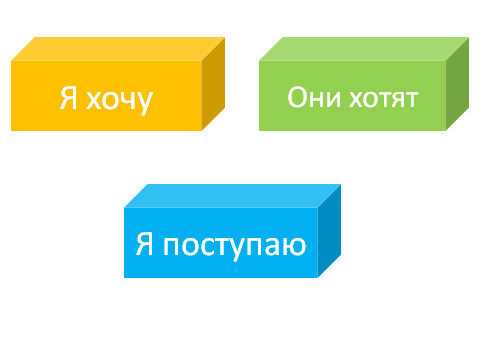 Я хочу
Они хотят
Я поступаю